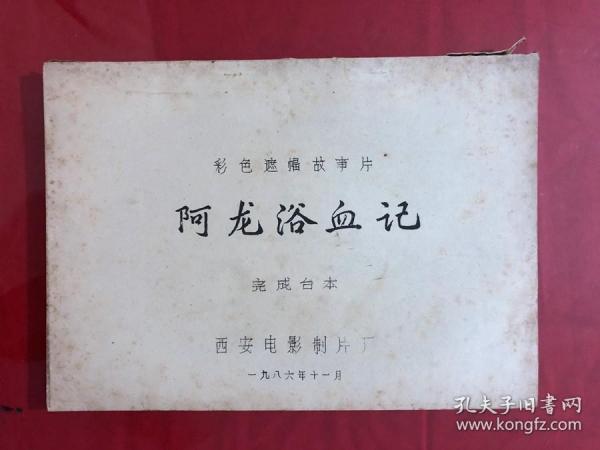 彩色遮幅故事片
阿龙浴血记
完成台本
西安电影制片厂
一九八六年十一月
孔夫子旧书网
www.kongfz.com